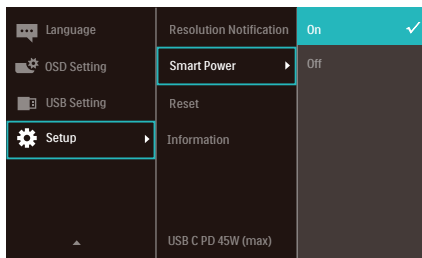 Language
OSD Setting
USB Setting
Setup
Resolution Notification
Smart Power
Reset
Information
USB C PD 45W (max)
On
Off